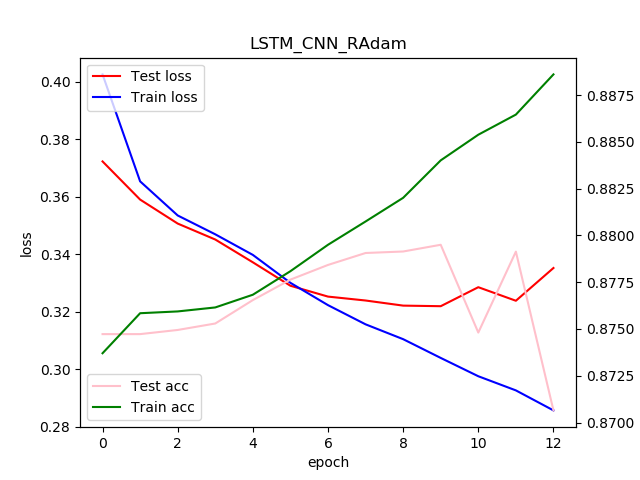 LSTM_CNN_RAdam
Test loss
Train loss
Test acc
Train acc
loss
0.40
0.38
0.36
0.34
0.32
0.30
0.28
0.8875
0.8850
0.8825
0.8800
0.8775
0.8750
0.8725
0.8700
0 2 4 6 8 10 12
epoch